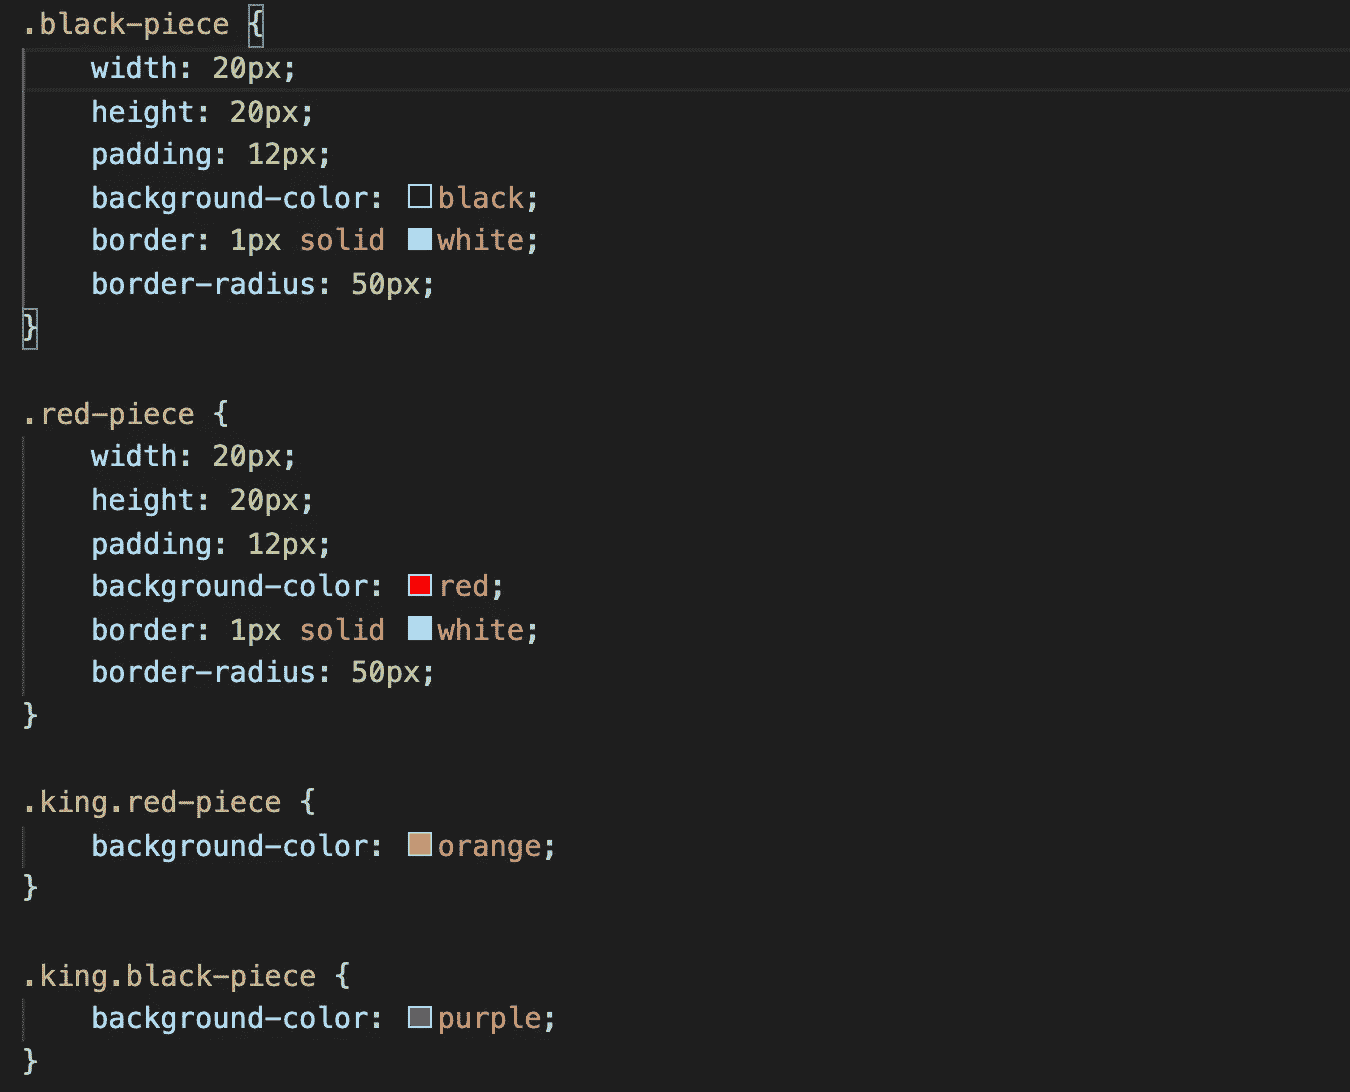 .black-piece {
    width: 20px;
    height: 20px;
    padding: 12px;
    background-color: black;
    border: 1px solid white;
    border-radius: 50px;
}
.red-piece {
    width: 20px;
    height: 20px;
    padding: 12px;
    background-color: red;
    border: 1px solid white;
    border-radius: 50px;
}
.king.red-piece {
    background-color: orange;
}
.king.black-piece {
    background-color: purple;
}